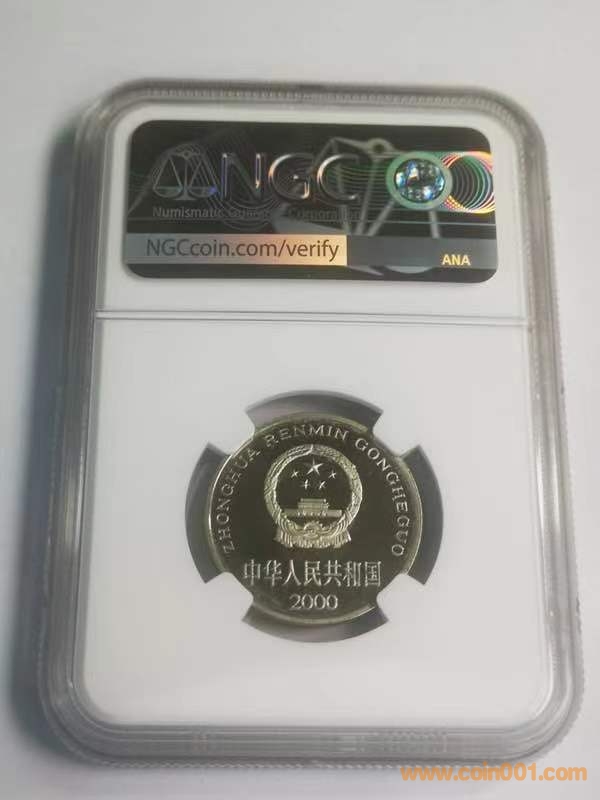 NGC
Numismatic Guaranty Corporation
NGCcoin.com/verify
ANA
ZHONGHUA RENMIN GONGHEGUO
中华人民共和国
2000
www.coin001.com